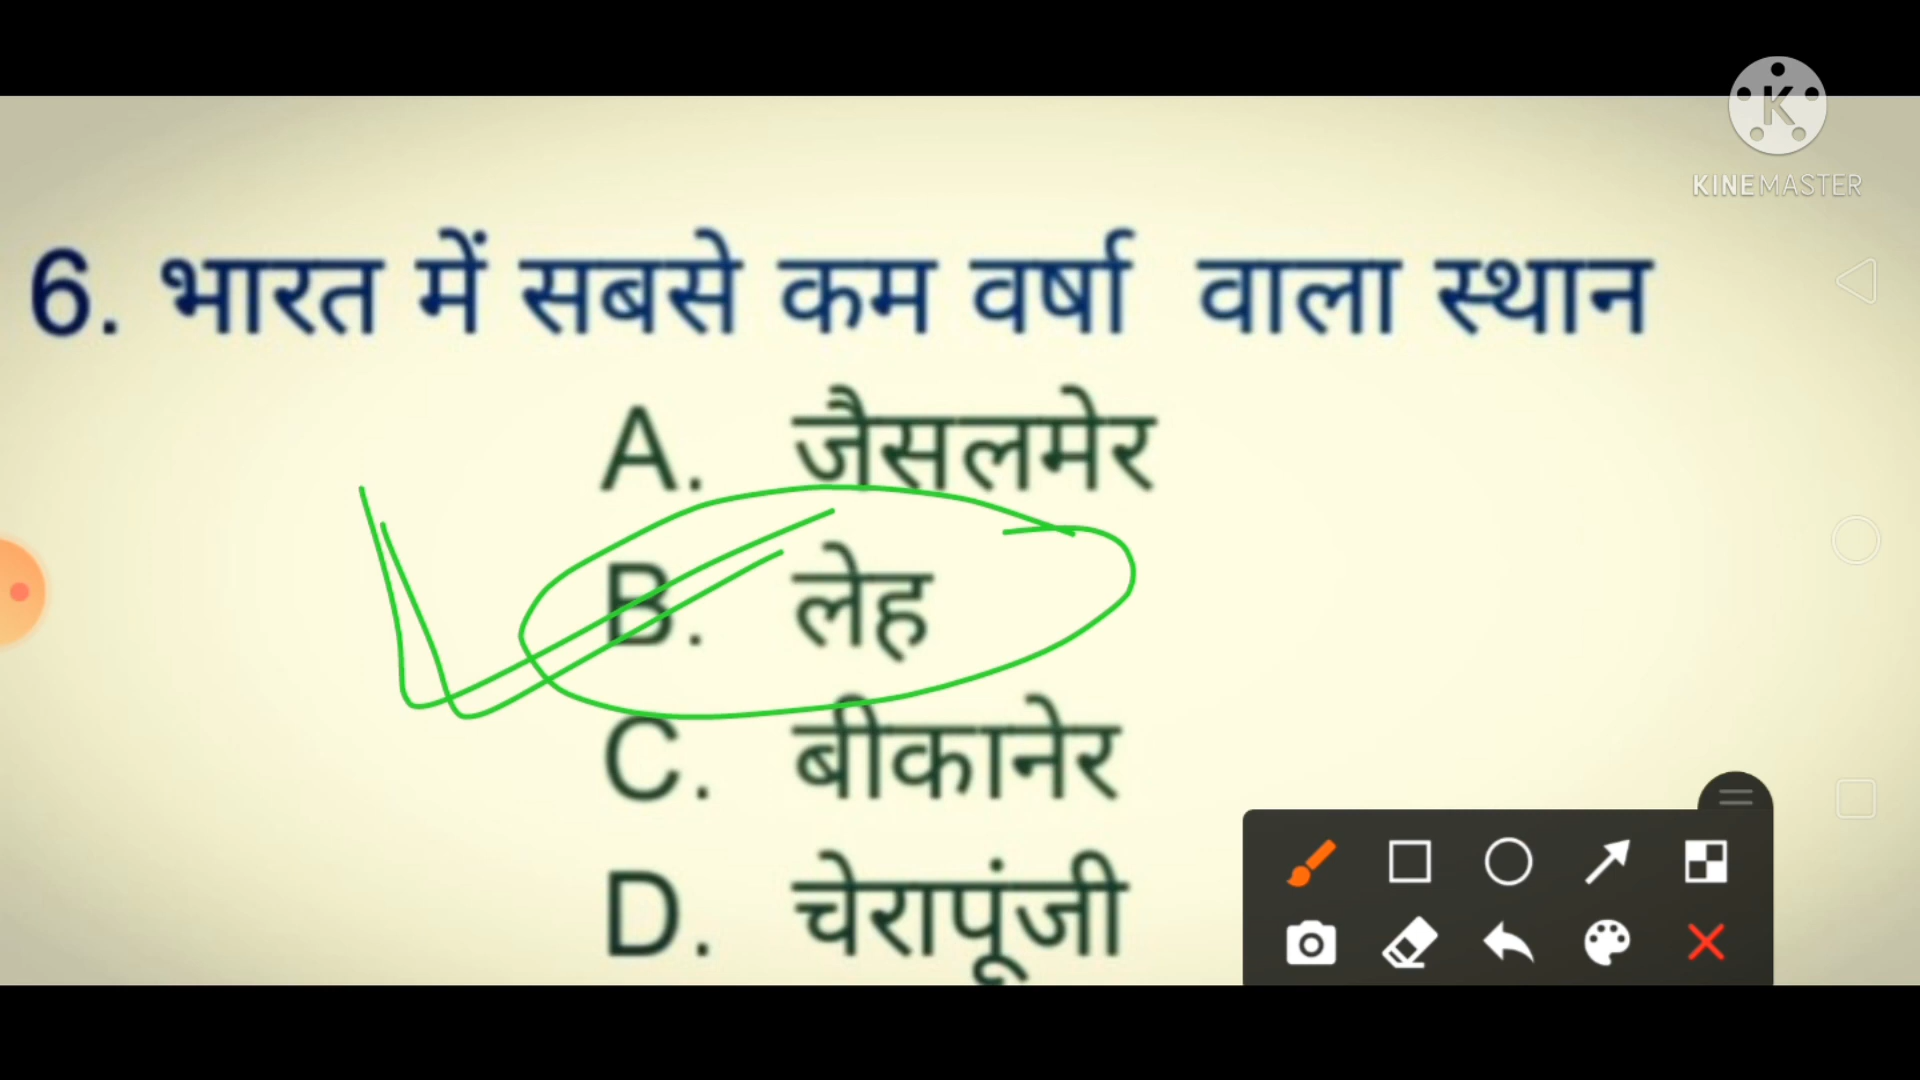 KINEMASTER
6. भारत में सबसे कम वर्षा वाला स्थान
A. जैसलमेर
B. लेह
C. बीकानेर
D. चेरापूंजी